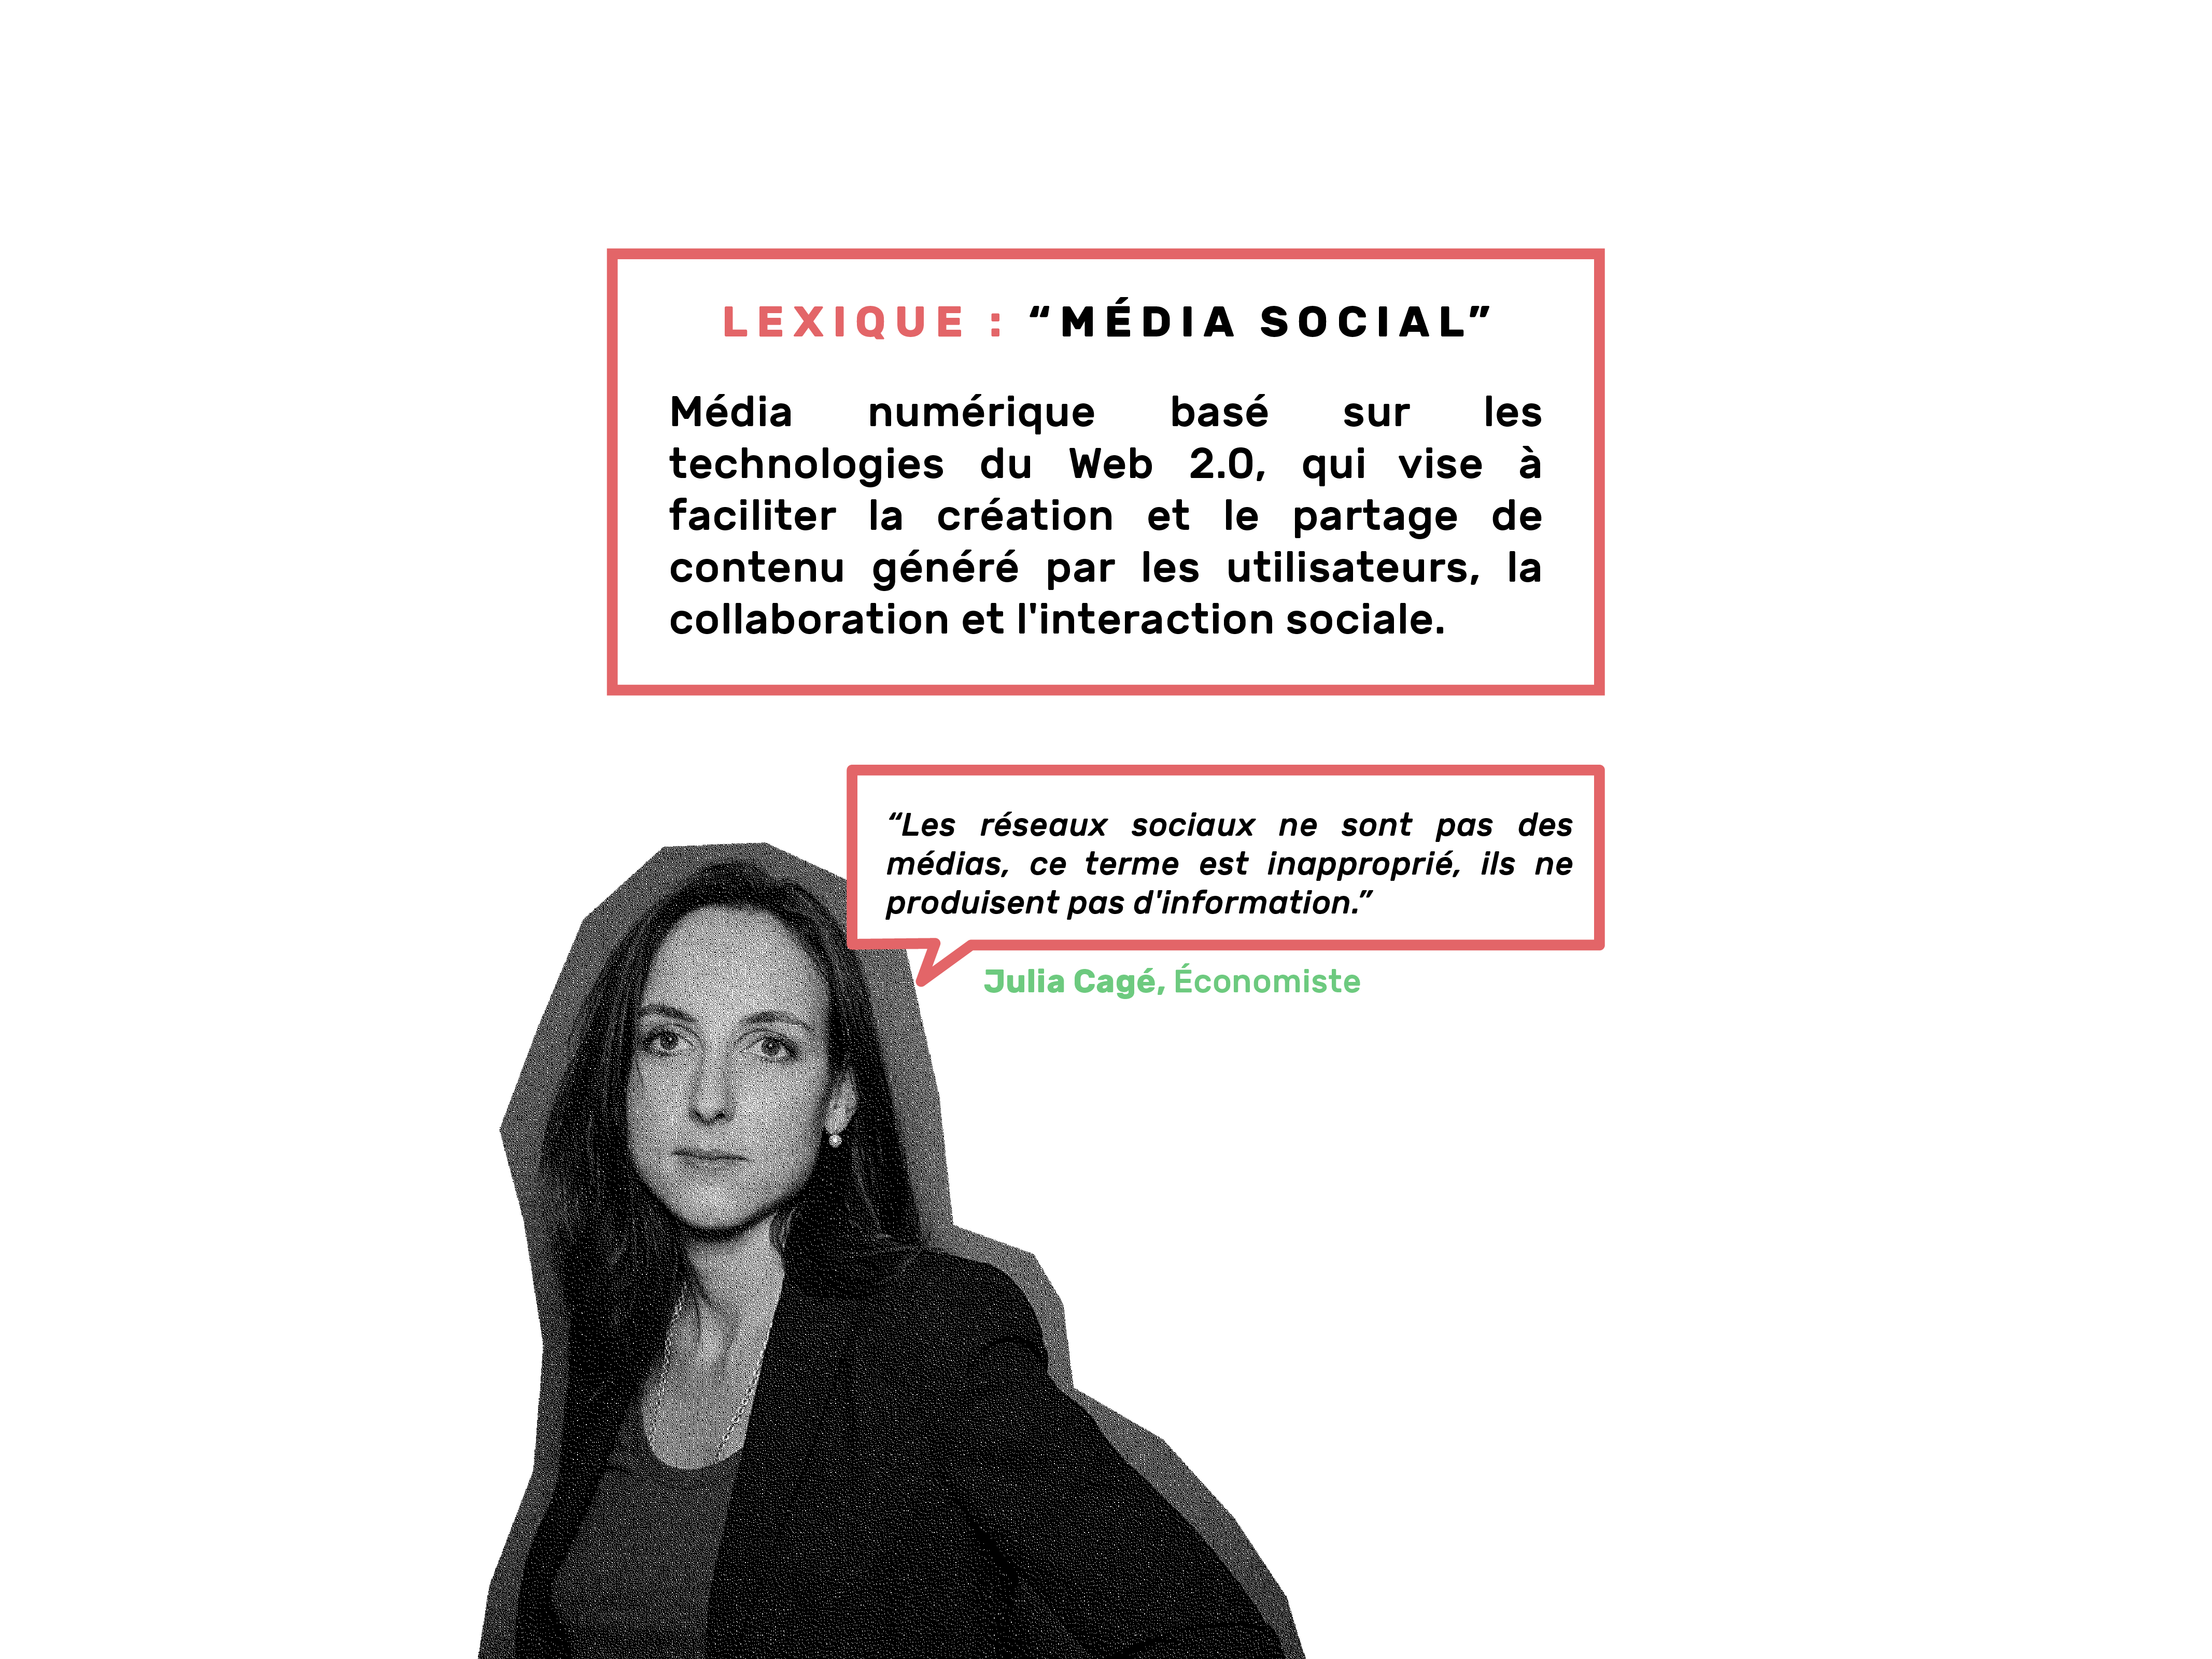 LEXIQUE : “MÉDIA SOCIAL”
Média numérique basé sur les
technologies du Web 2.0, qui vise à
faciliter la création et le partage de
contenu généré par les utilisateurs, la
collaboration et l'interaction sociale.
“Les réseaux sociaux ne sont pas des
médias, ce terme est inapproprié, ils ne
produisent pas d'information.”
Julia Cagé, Économiste